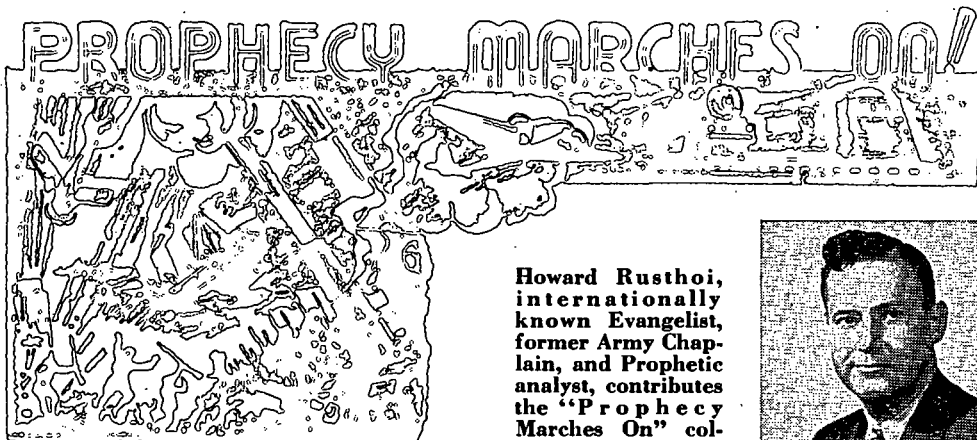 PROPHECY MARCHES ON!
Howard Rusthoi,
internationally
known Evangelist,
former Army Chap-
lain, and Prophetic
analyst, contributes
the "Prophecy
Marches On" col-